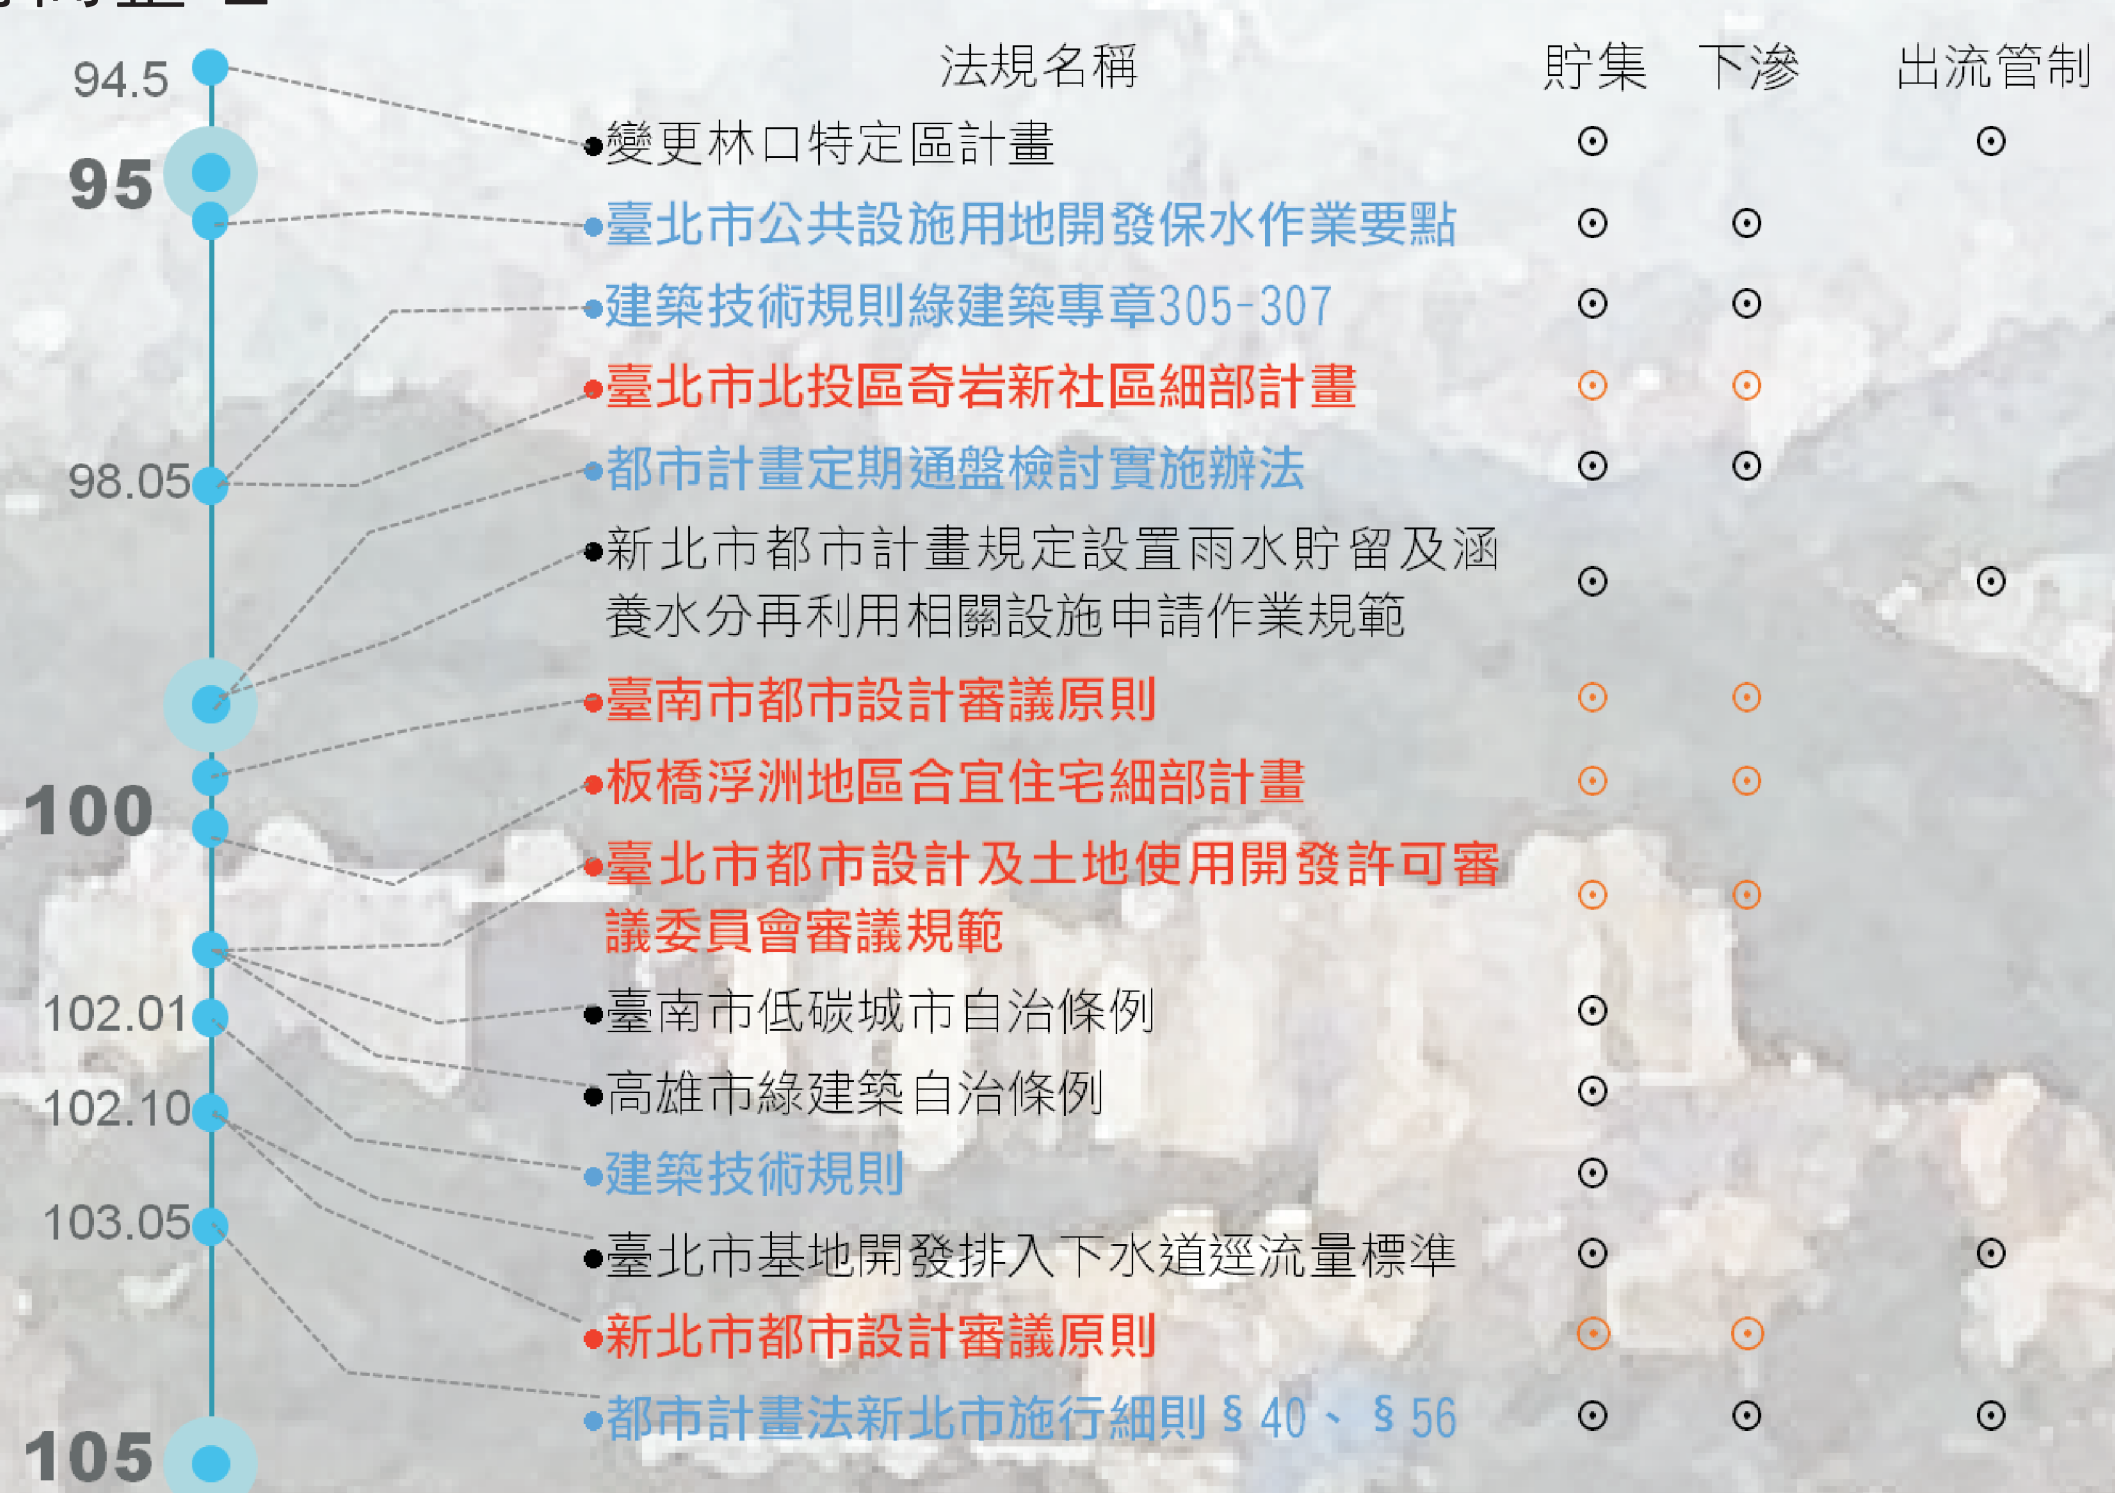 94.5
法規名稱 貯集 下滲 出流管制
●變更林口特定區計畫 ⊙ ⊙
95
●臺北市公共設施用地開發保水作業要點 ⊙ ⊙
●建築技術規則綠建築專章305-307 ⊙ ⊙
●臺北市北投區奇岩新社區細部計畫 ⊙ ⊙
98.05
●都市計畫定期通盤檢討實施辦法 ⊙ ⊙
●新北市都市計畫規定設置雨水貯留及涵
養水分再利用相關設施申請作業規範 ⊙ ⊙
●臺南市都市設計審議原則 ⊙ ⊙
100
●板橋浮洲地區合宜住宅細部計畫 ⊙ ⊙
●臺北市都市設計及土地使用開發許可審
議委員會審議規範 ⊙ ⊙
102.01
●臺南市低碳城市自治條例 ⊙
102.10
●高雄市綠建築自治條例 ⊙
●建築技術規則 ⊙
103.05
●臺北市基地開發排入下水道逕流量標準 ⊙ ⊙
●新北市都市設計審議原則 ⊙ ⊙
●都市計畫法新北市施行細則§40、§56 ⊙ ⊙ ⊙
105